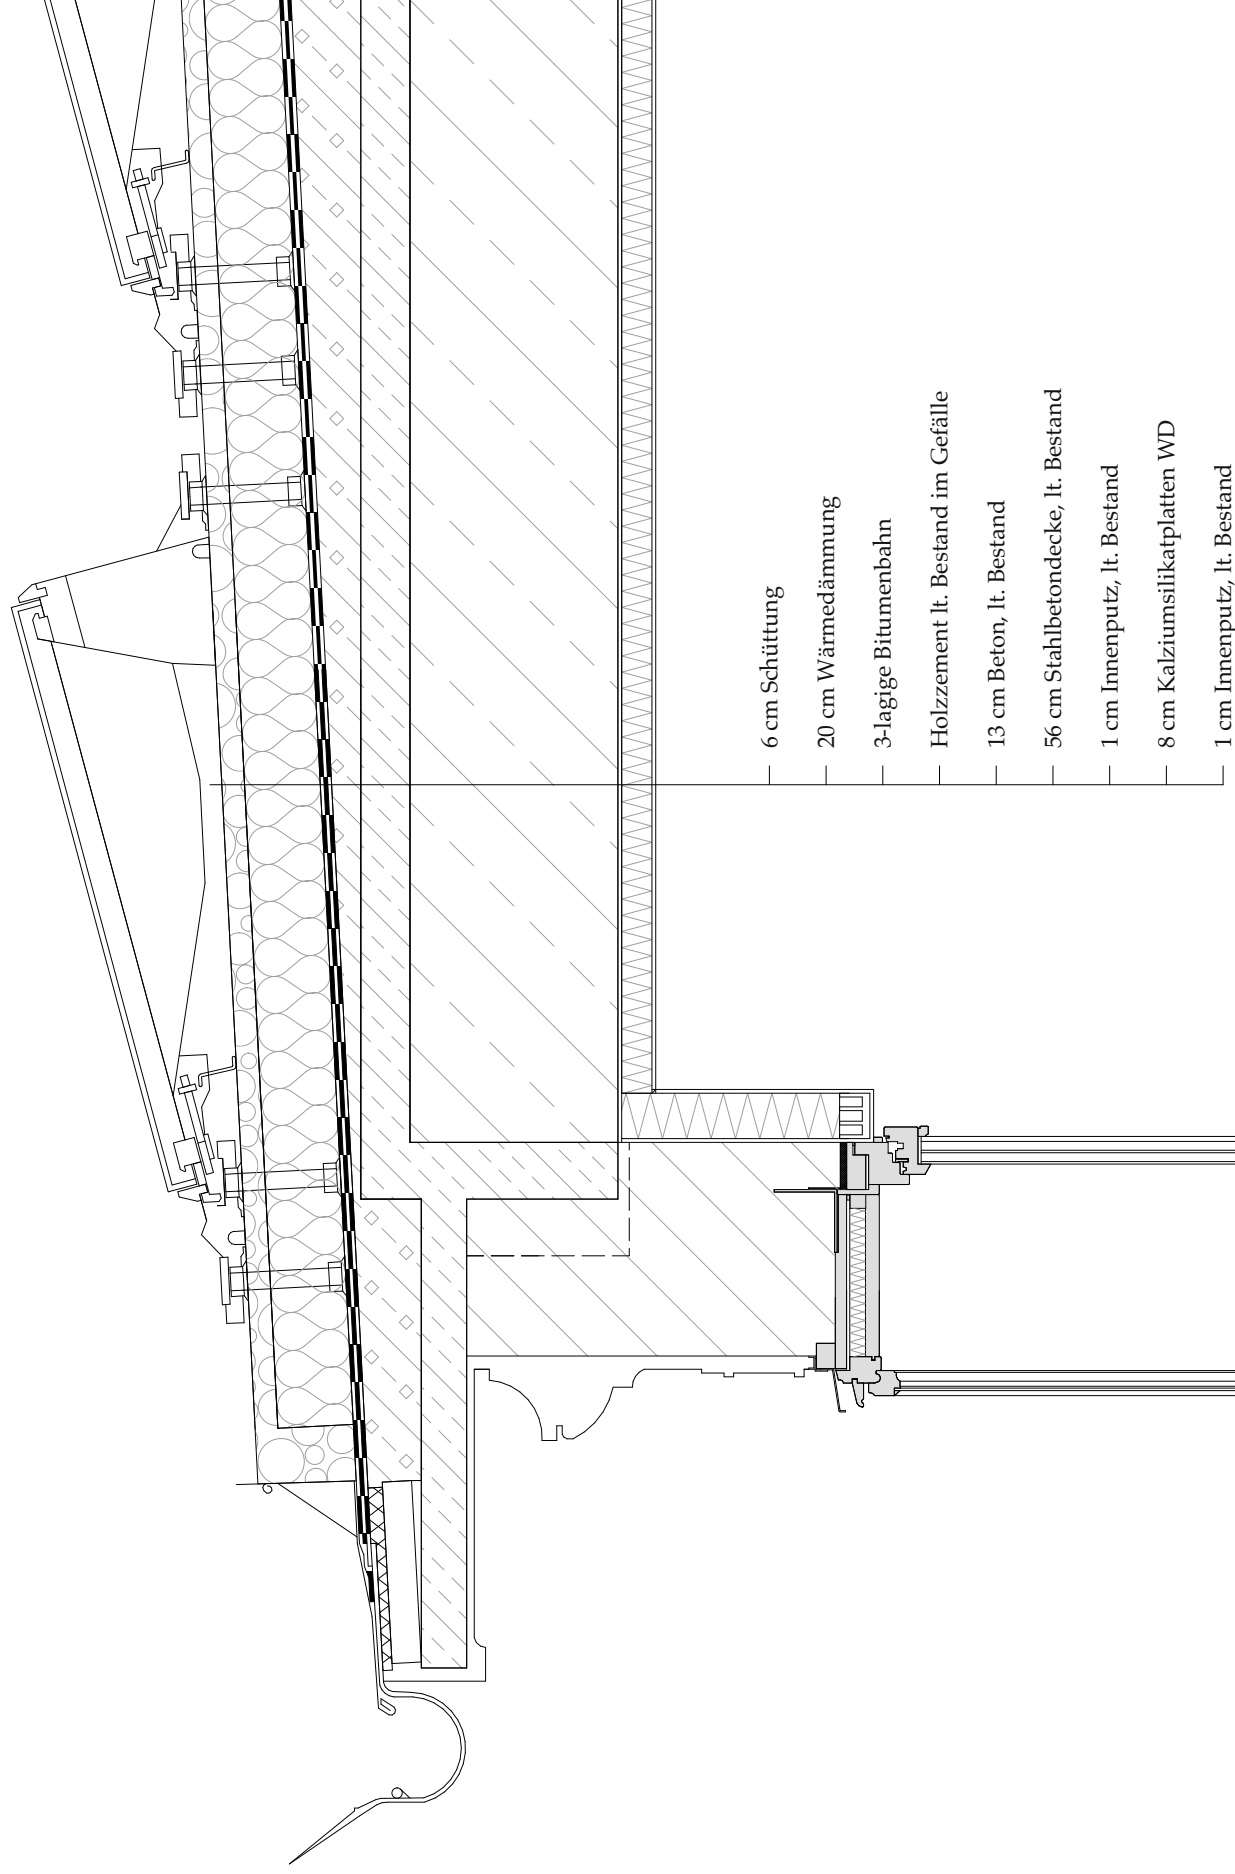 6 cm Schüttung
20 cm Wärmedämmung
3-lagige Bitumenbahn
Holzzement lt. Bestand im Gefälle
13 cm Beton, lt. Bestand
56 cm Stahlbetondecke, lt. Bestand
1 cm Innenputz, lt. Bestand
8 cm Kalziumsilikatplatten WD
1 cm Innenputz, lt. Bestand